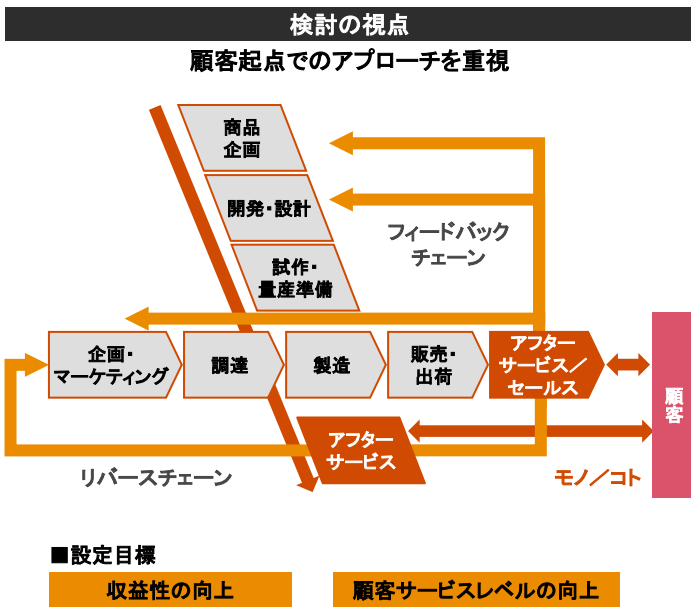 検討の視点
顧客起点でのアプローチを重視
商品
企画
開発・設計
試作・
量産準備
フィードバック
チェーン
企画・
マーケティング
調達
製造
販売・
出荷
アフター
サービス／
セールス
顧客
アフター
サービス
リバースチェーン
モノ／コト
■設定目標
収益性の向上
顧客サービスレベルの向上